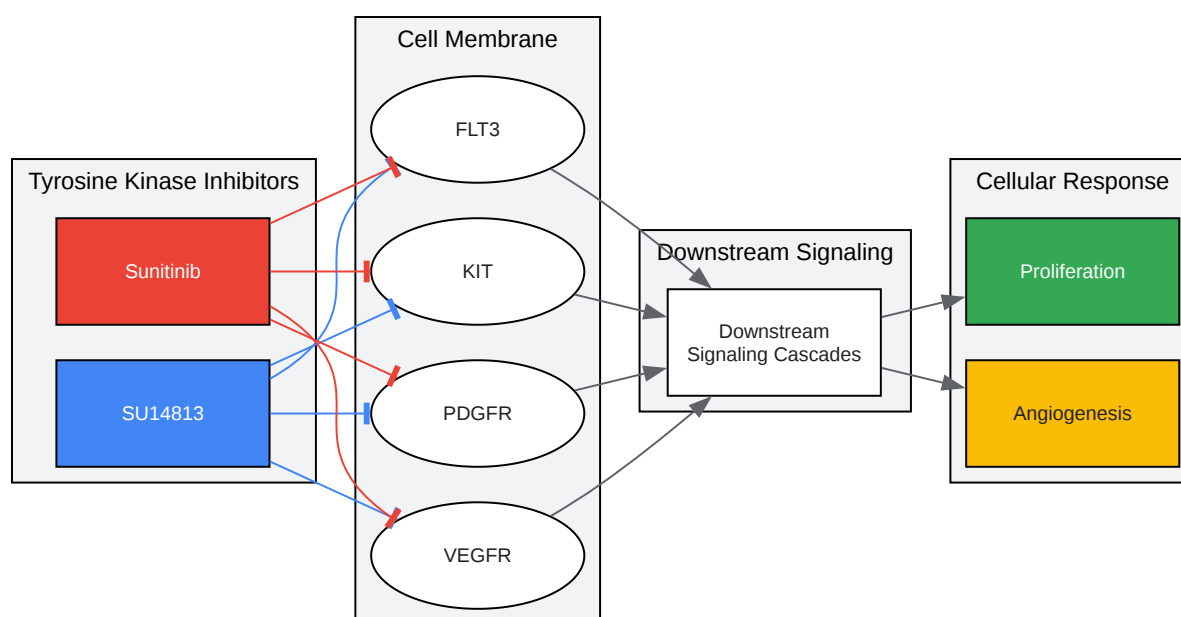 Cell Membrane
FLT3
Tyrosine Kinase Inhibitors
Sunitinib
SU14813
KIT
PDGFR
VEGFR
Downstream Signaling
Downstream
Signaling Cascades
Cellular Response
Proliferation
Angiogenesis